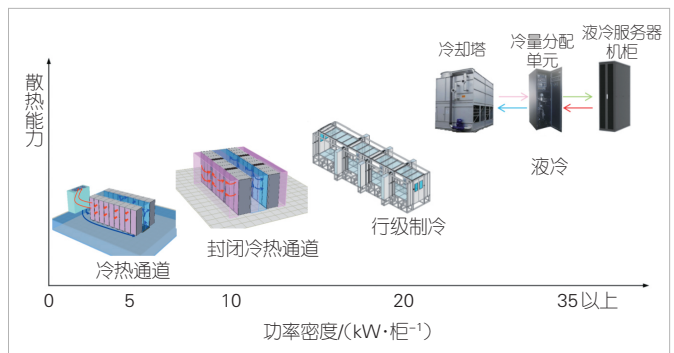 散热能力
冷却塔
冷量分配
单元
液冷服务器
机柜
液冷
行级制冷
封闭冷热通道
冷热通道
0
5
10
20
35以上
功率密度/(kW·柜⁻¹)